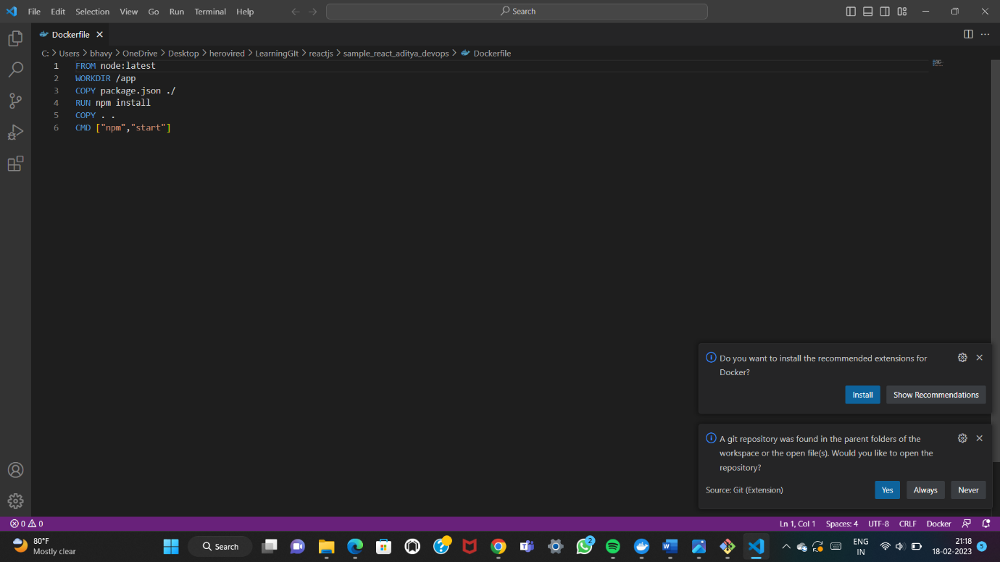 File Edit Selection View Go Run Terminal Help Search
Dockerfile
C: > Users > bhavy > OneDrive > Desktop > herovired > LearningGIt > reactjs > sample_react_aditya_devops > Dockerfile
1 FROM node:latest
2 WORKDIR /app
3 COPY package.json ./
4 RUN npm install
5 COPY . .
6 CMD ["npm","start"]
Do you want to install the recommended extensions for
Docker?
Install Show Recommendations
A git repository was found in the parent folders of the
workspace or the open file(s). Would you like to open the
repository?
Source: Git (Extension) Yes Always Never
0 0 Ln 1, Col 1 Spaces: 4 UTF-8 CRLF Docker
80°F
Mostly clear
Search
2
ENG
IN
21:18
18-02-2023
5